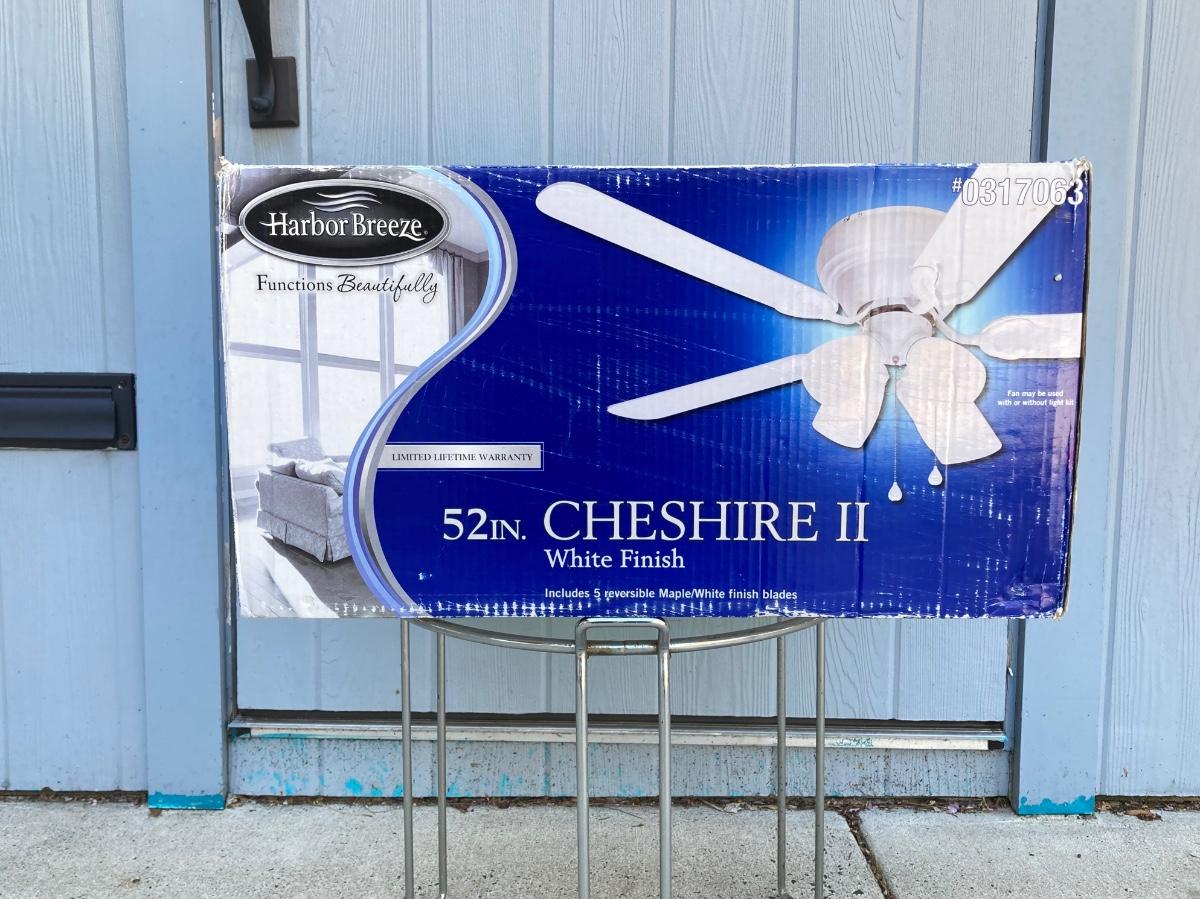 Harbor Breeze®
Functions Beautifully
#0317063
Fan may be used
with or without light kit
LIMITED LIFETIME WARRANTY
52IN. CHESHIRE II
White Finish
Includes 5 reversible Maple/White finish blades